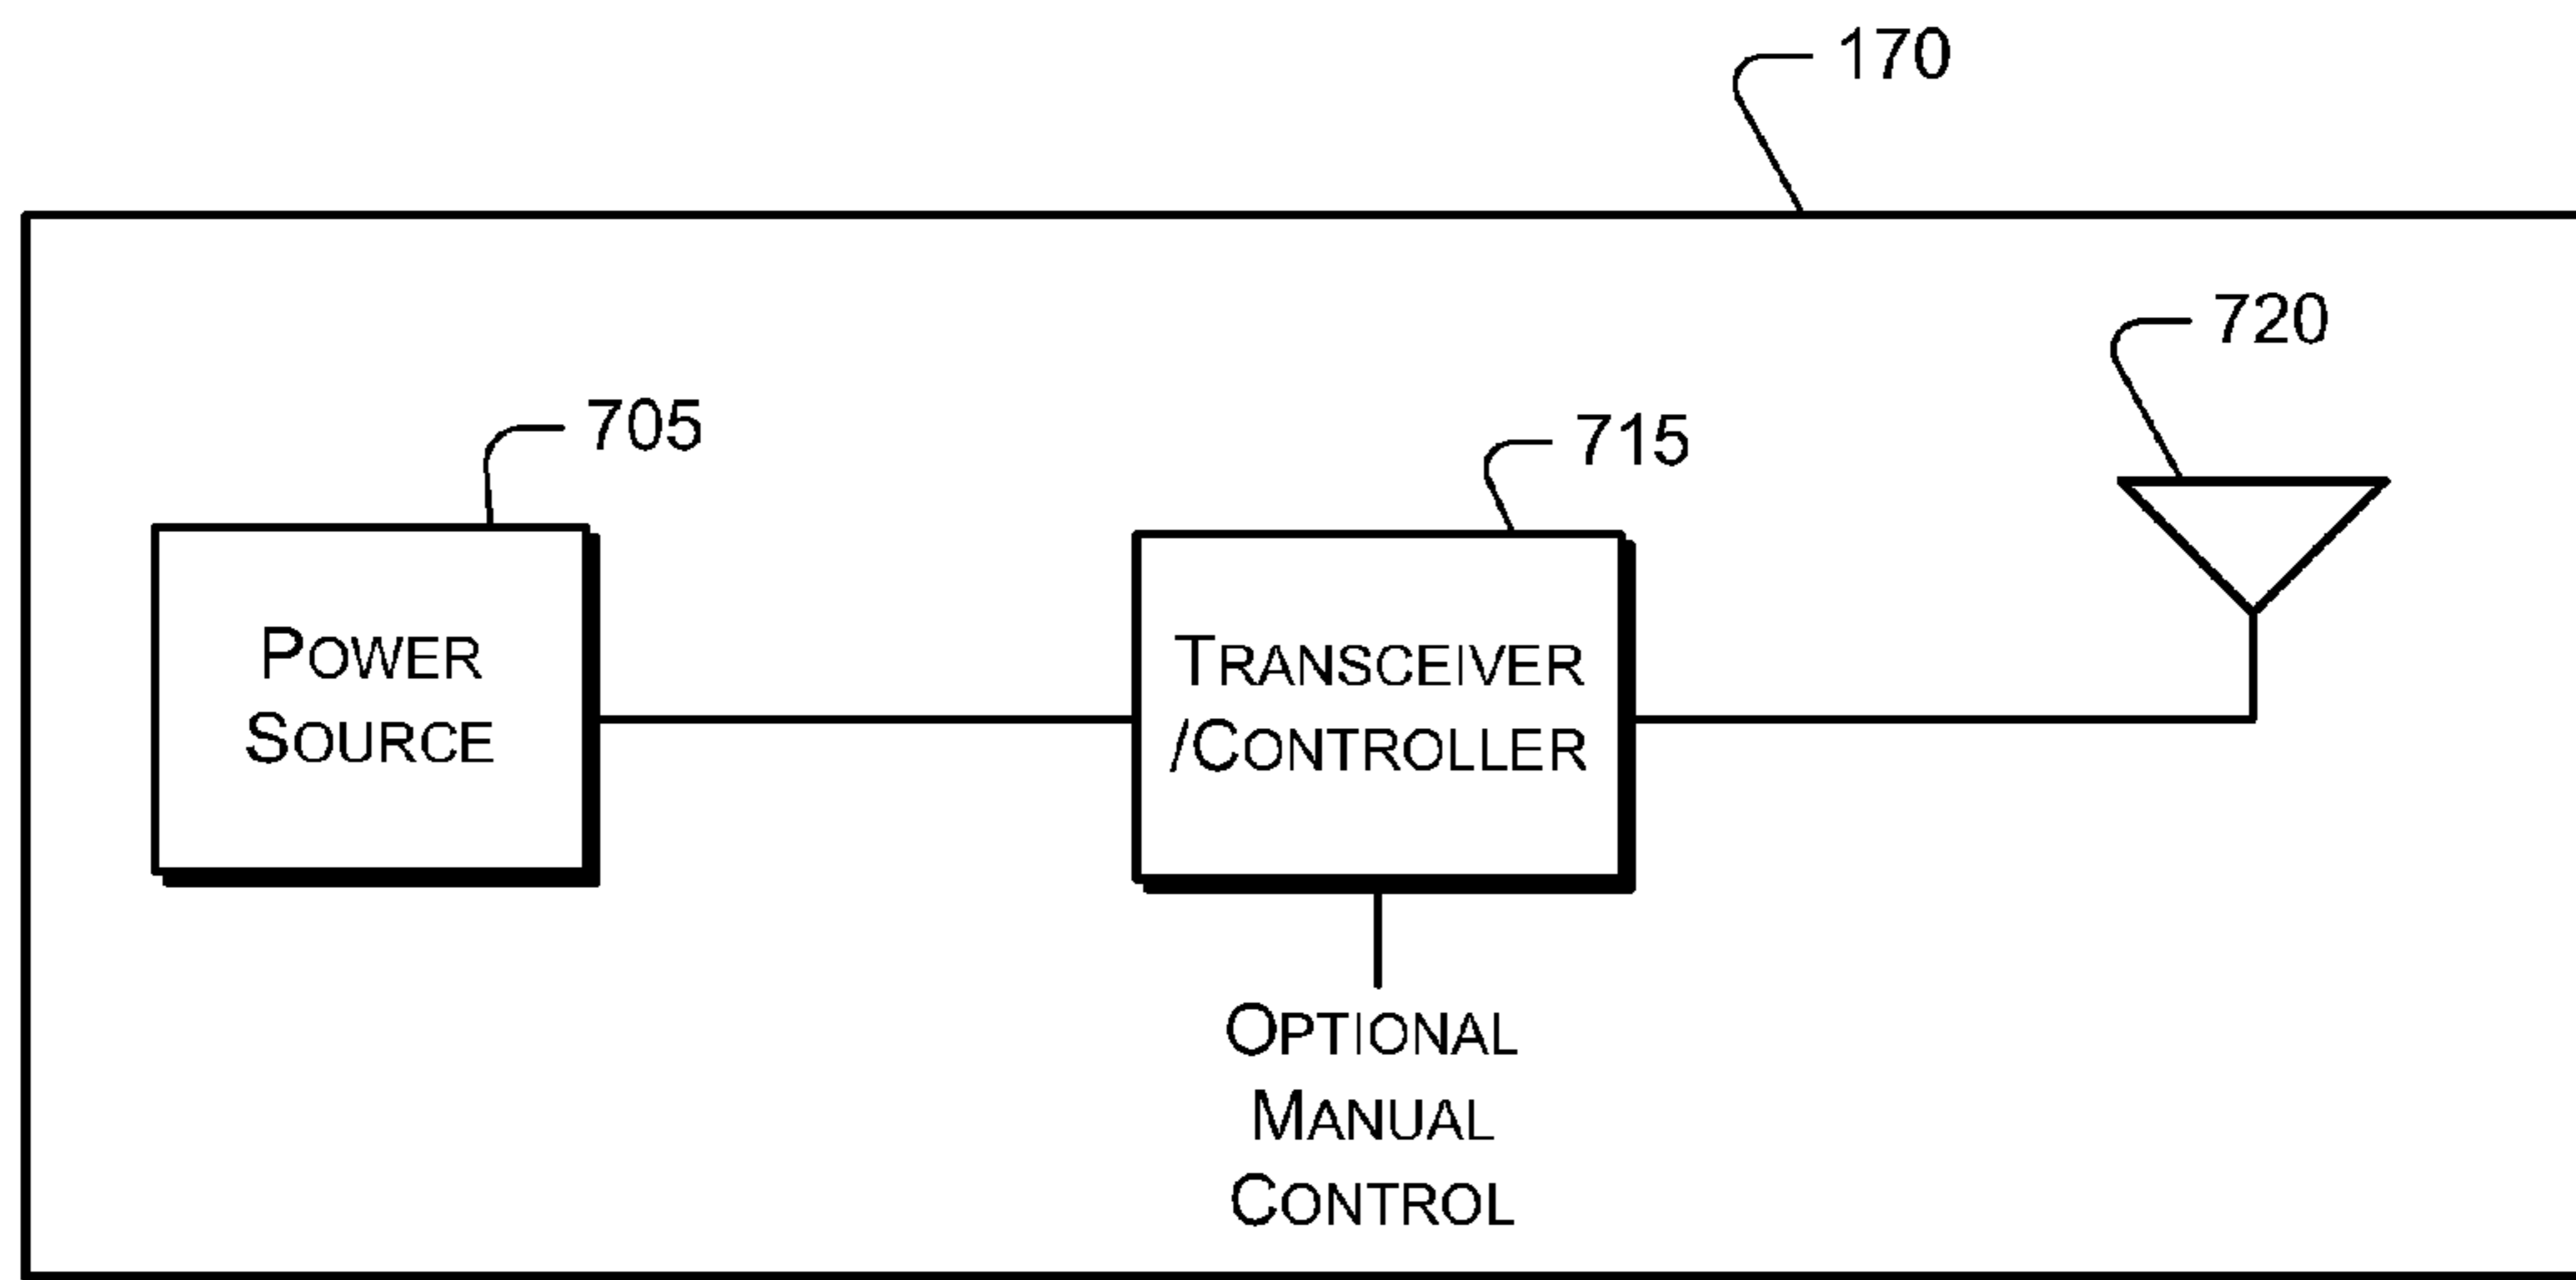 170
720
705
715
POWER
SOURCE
TRANSCEIVER
/CONTROLLER
OPTIONAL
MANUAL
CONTROL